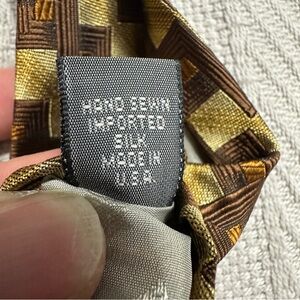 HAND SEWN
IMPORTED
SILK
MADE IN
U.S.A